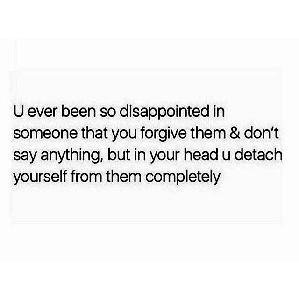 U ever been so disappointed in
someone that you forgive them & don't
say anything, but in your head u detach
yourself from them completely